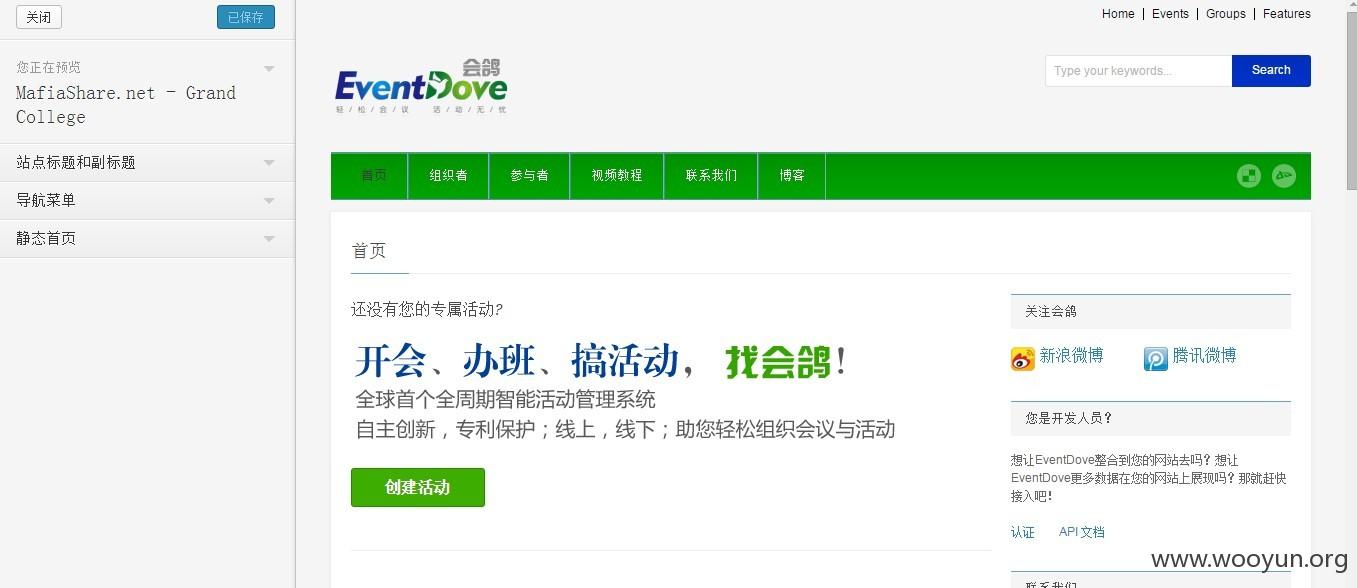 关闭
已保存
您正在预览
MafiaShare.net - Grand
College
站点标题和副标题
导航菜单
静态首页
Home | Events | Groups | Features
会鸽
EventDove
轻 / 松 / 会 / 议 活 / 动 / 无 / 忧
Type your keywords...
Search
首页
组织者
参与者
视频教程
联系我们
博客
首页
还没有您的专属活动?
开会、办班、搞活动，找会鸽！
全球首个全周期智能活动管理系统
自主创新，专利保护；线上，线下；助您轻松组织会议与活动
创建活动
关注会鸽
新浪微博
腾讯微博
您是开发人员?
想让EventDove整合到您的网站去吗? 想让
EventDove更多数据在您的网站上展现吗? 那就赶快
接入吧!
认证
API 文档
联系我们
www.wooyun.org